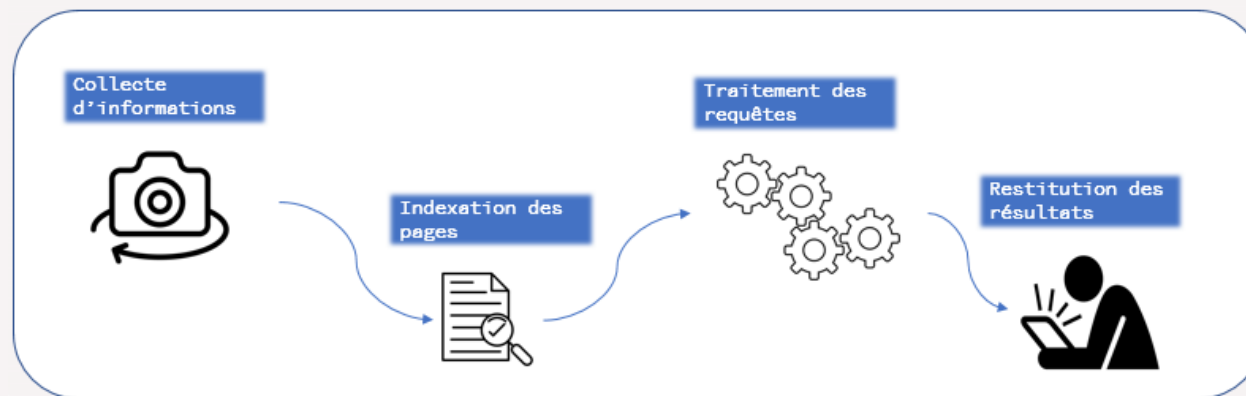 Collecte
d'informations
Indexation des
pages
Traitement des
requêtes
Restitution des
résultats